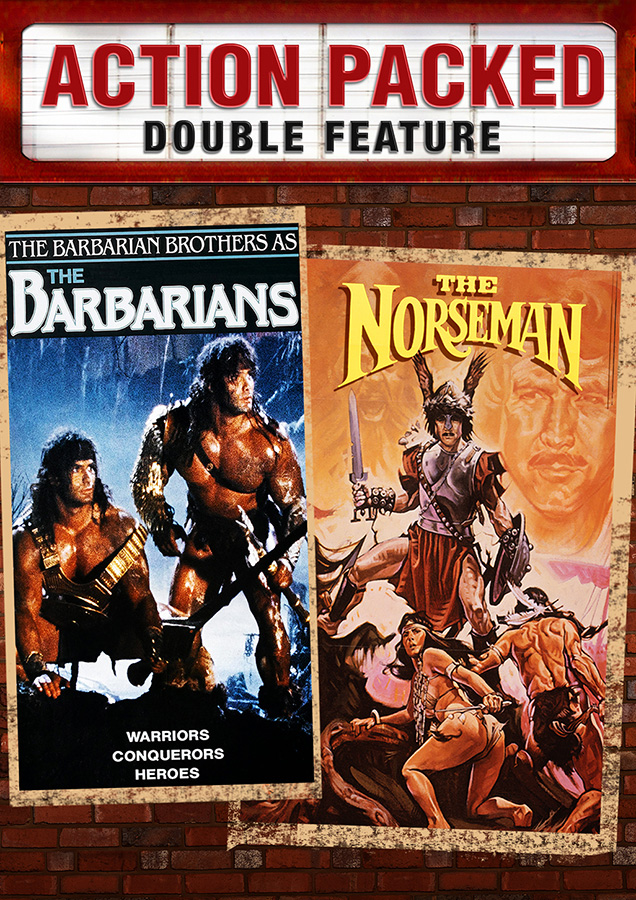 ACTION PACKED
DOUBLE FEATURE
THE BARBARIAN BROTHERS AS
THE
BARBARIANS
WARRIORS
CONQUERORS
HEROES
THE
NORSEMAN